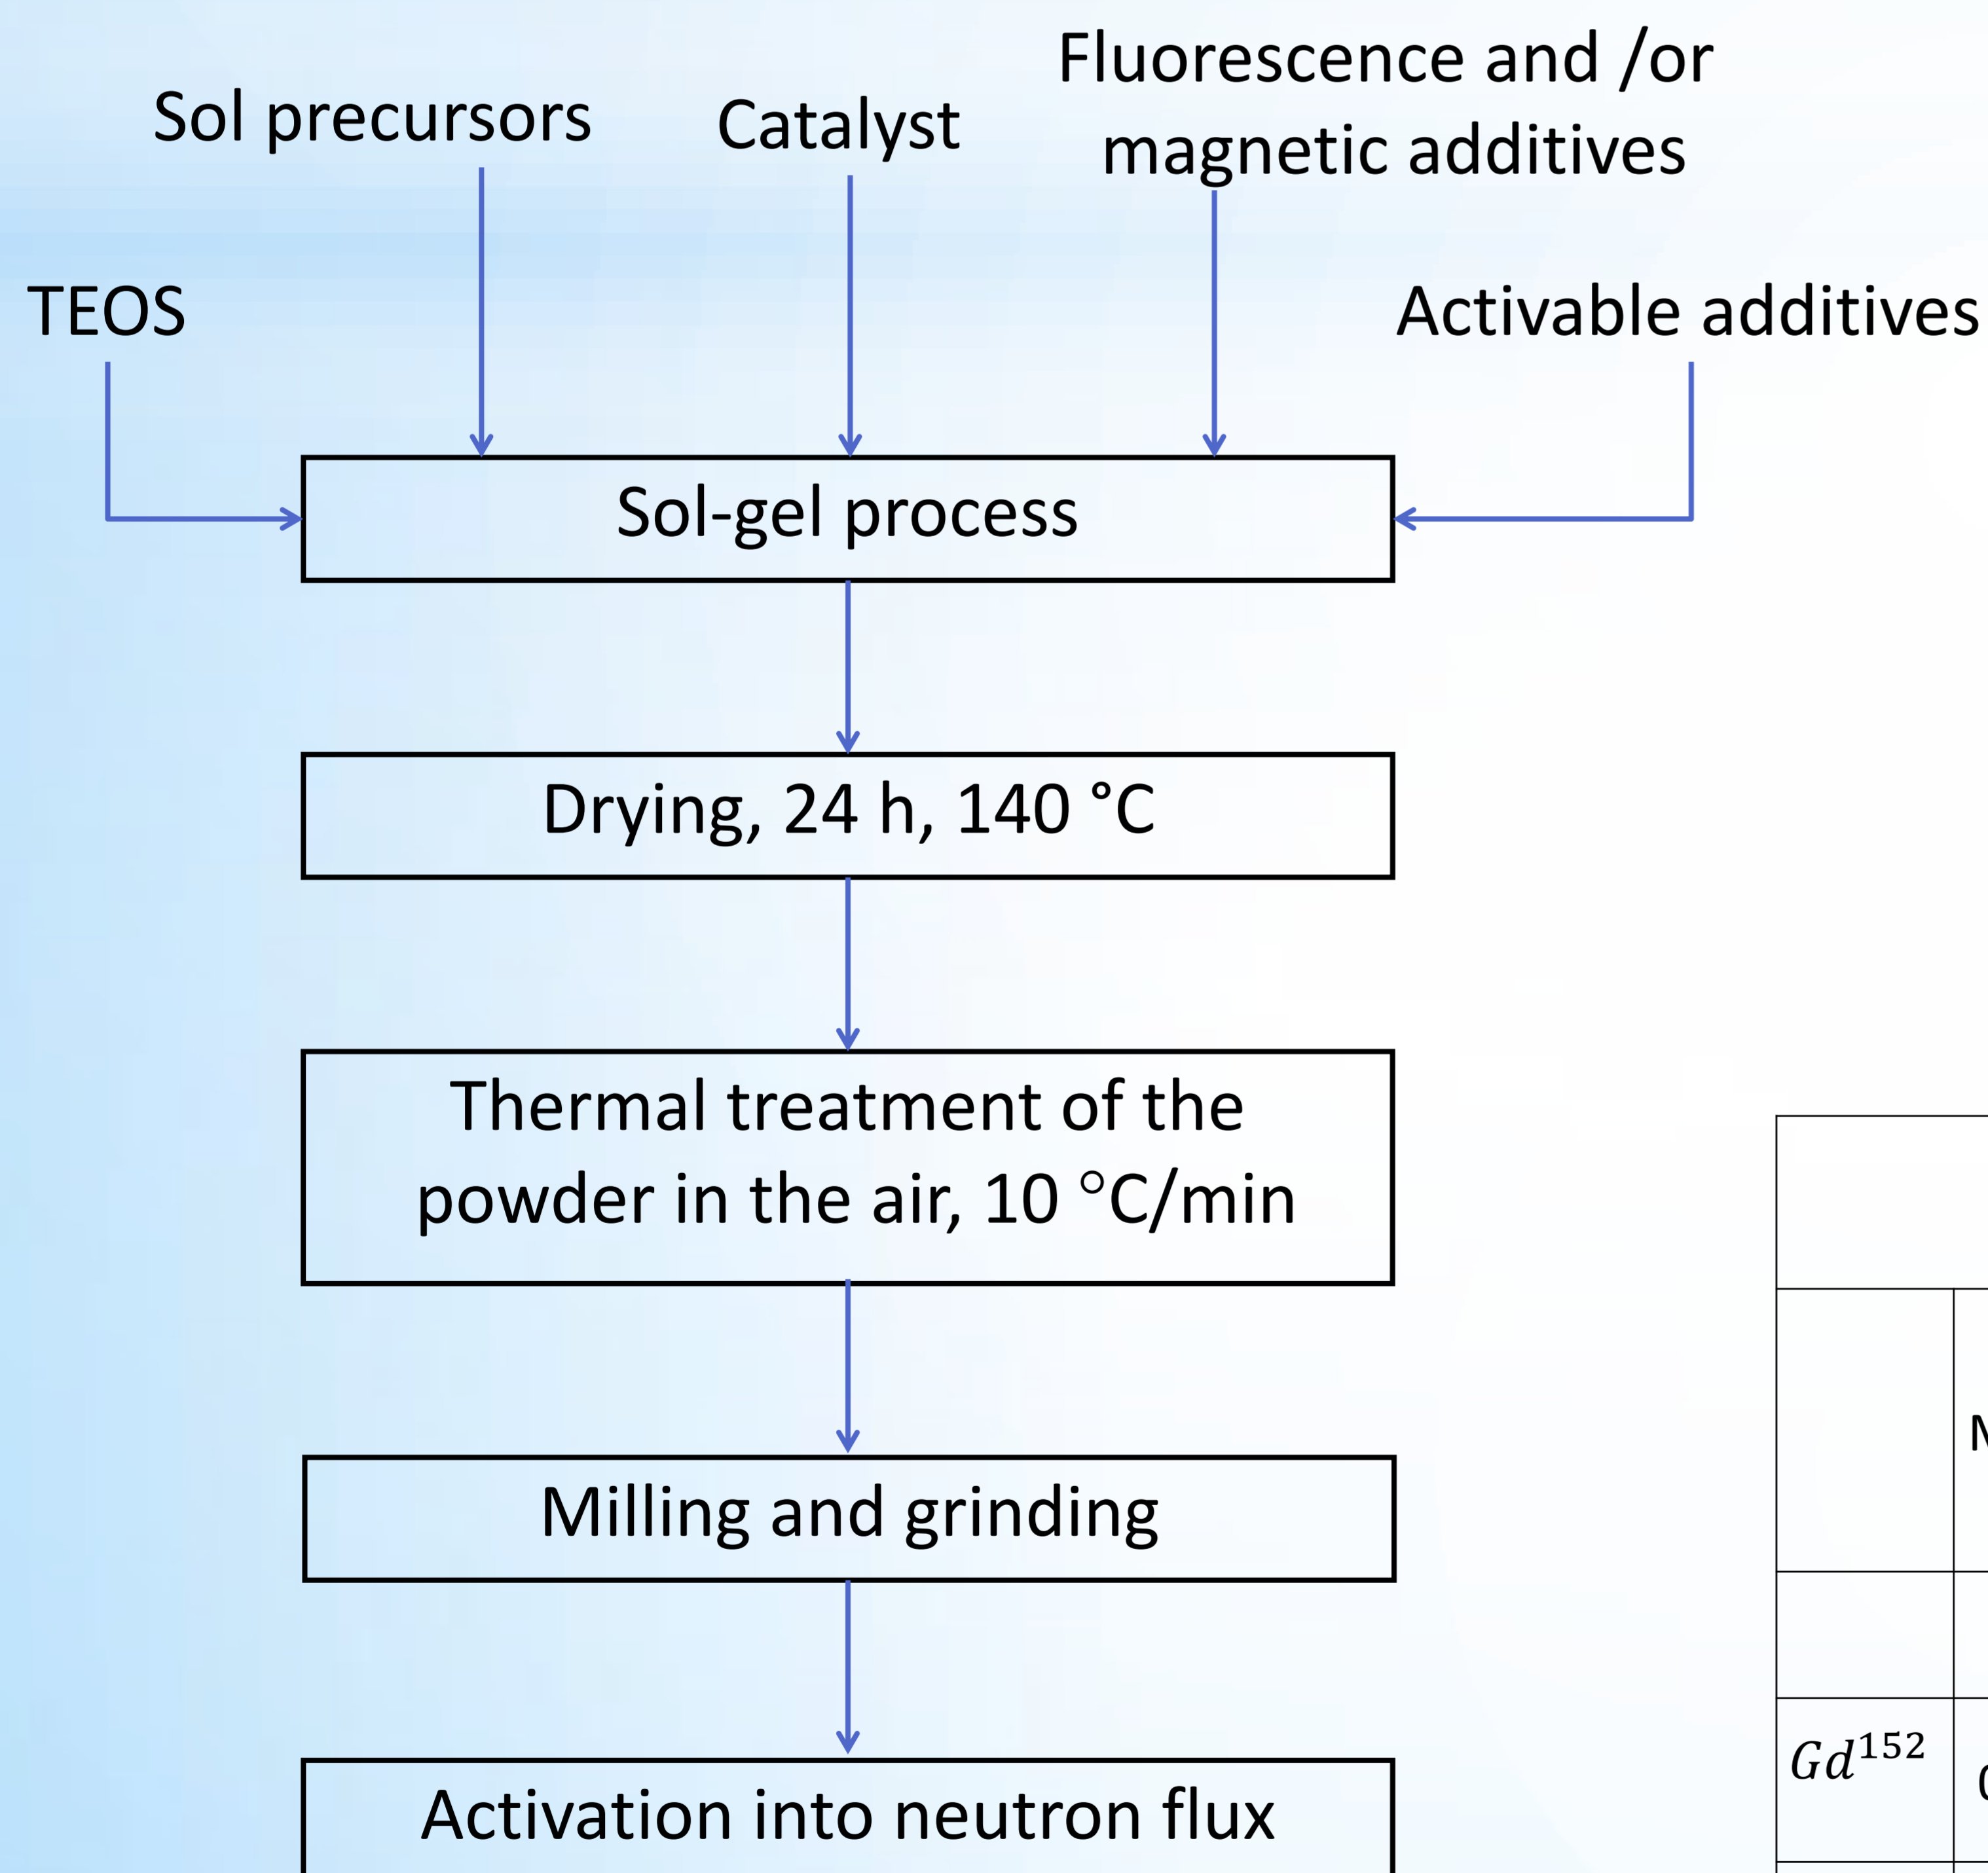 Fluorescence and /or
magnetic additives
Sol precursors
Catalyst
TEOS
Activable additives
Sol-gel process
Drying, 24 h, 140 °C
Thermal treatment of the
powder in the air, 10 °C/min
Milling and grinding
Activation into neutron flux
Gd¹⁵²